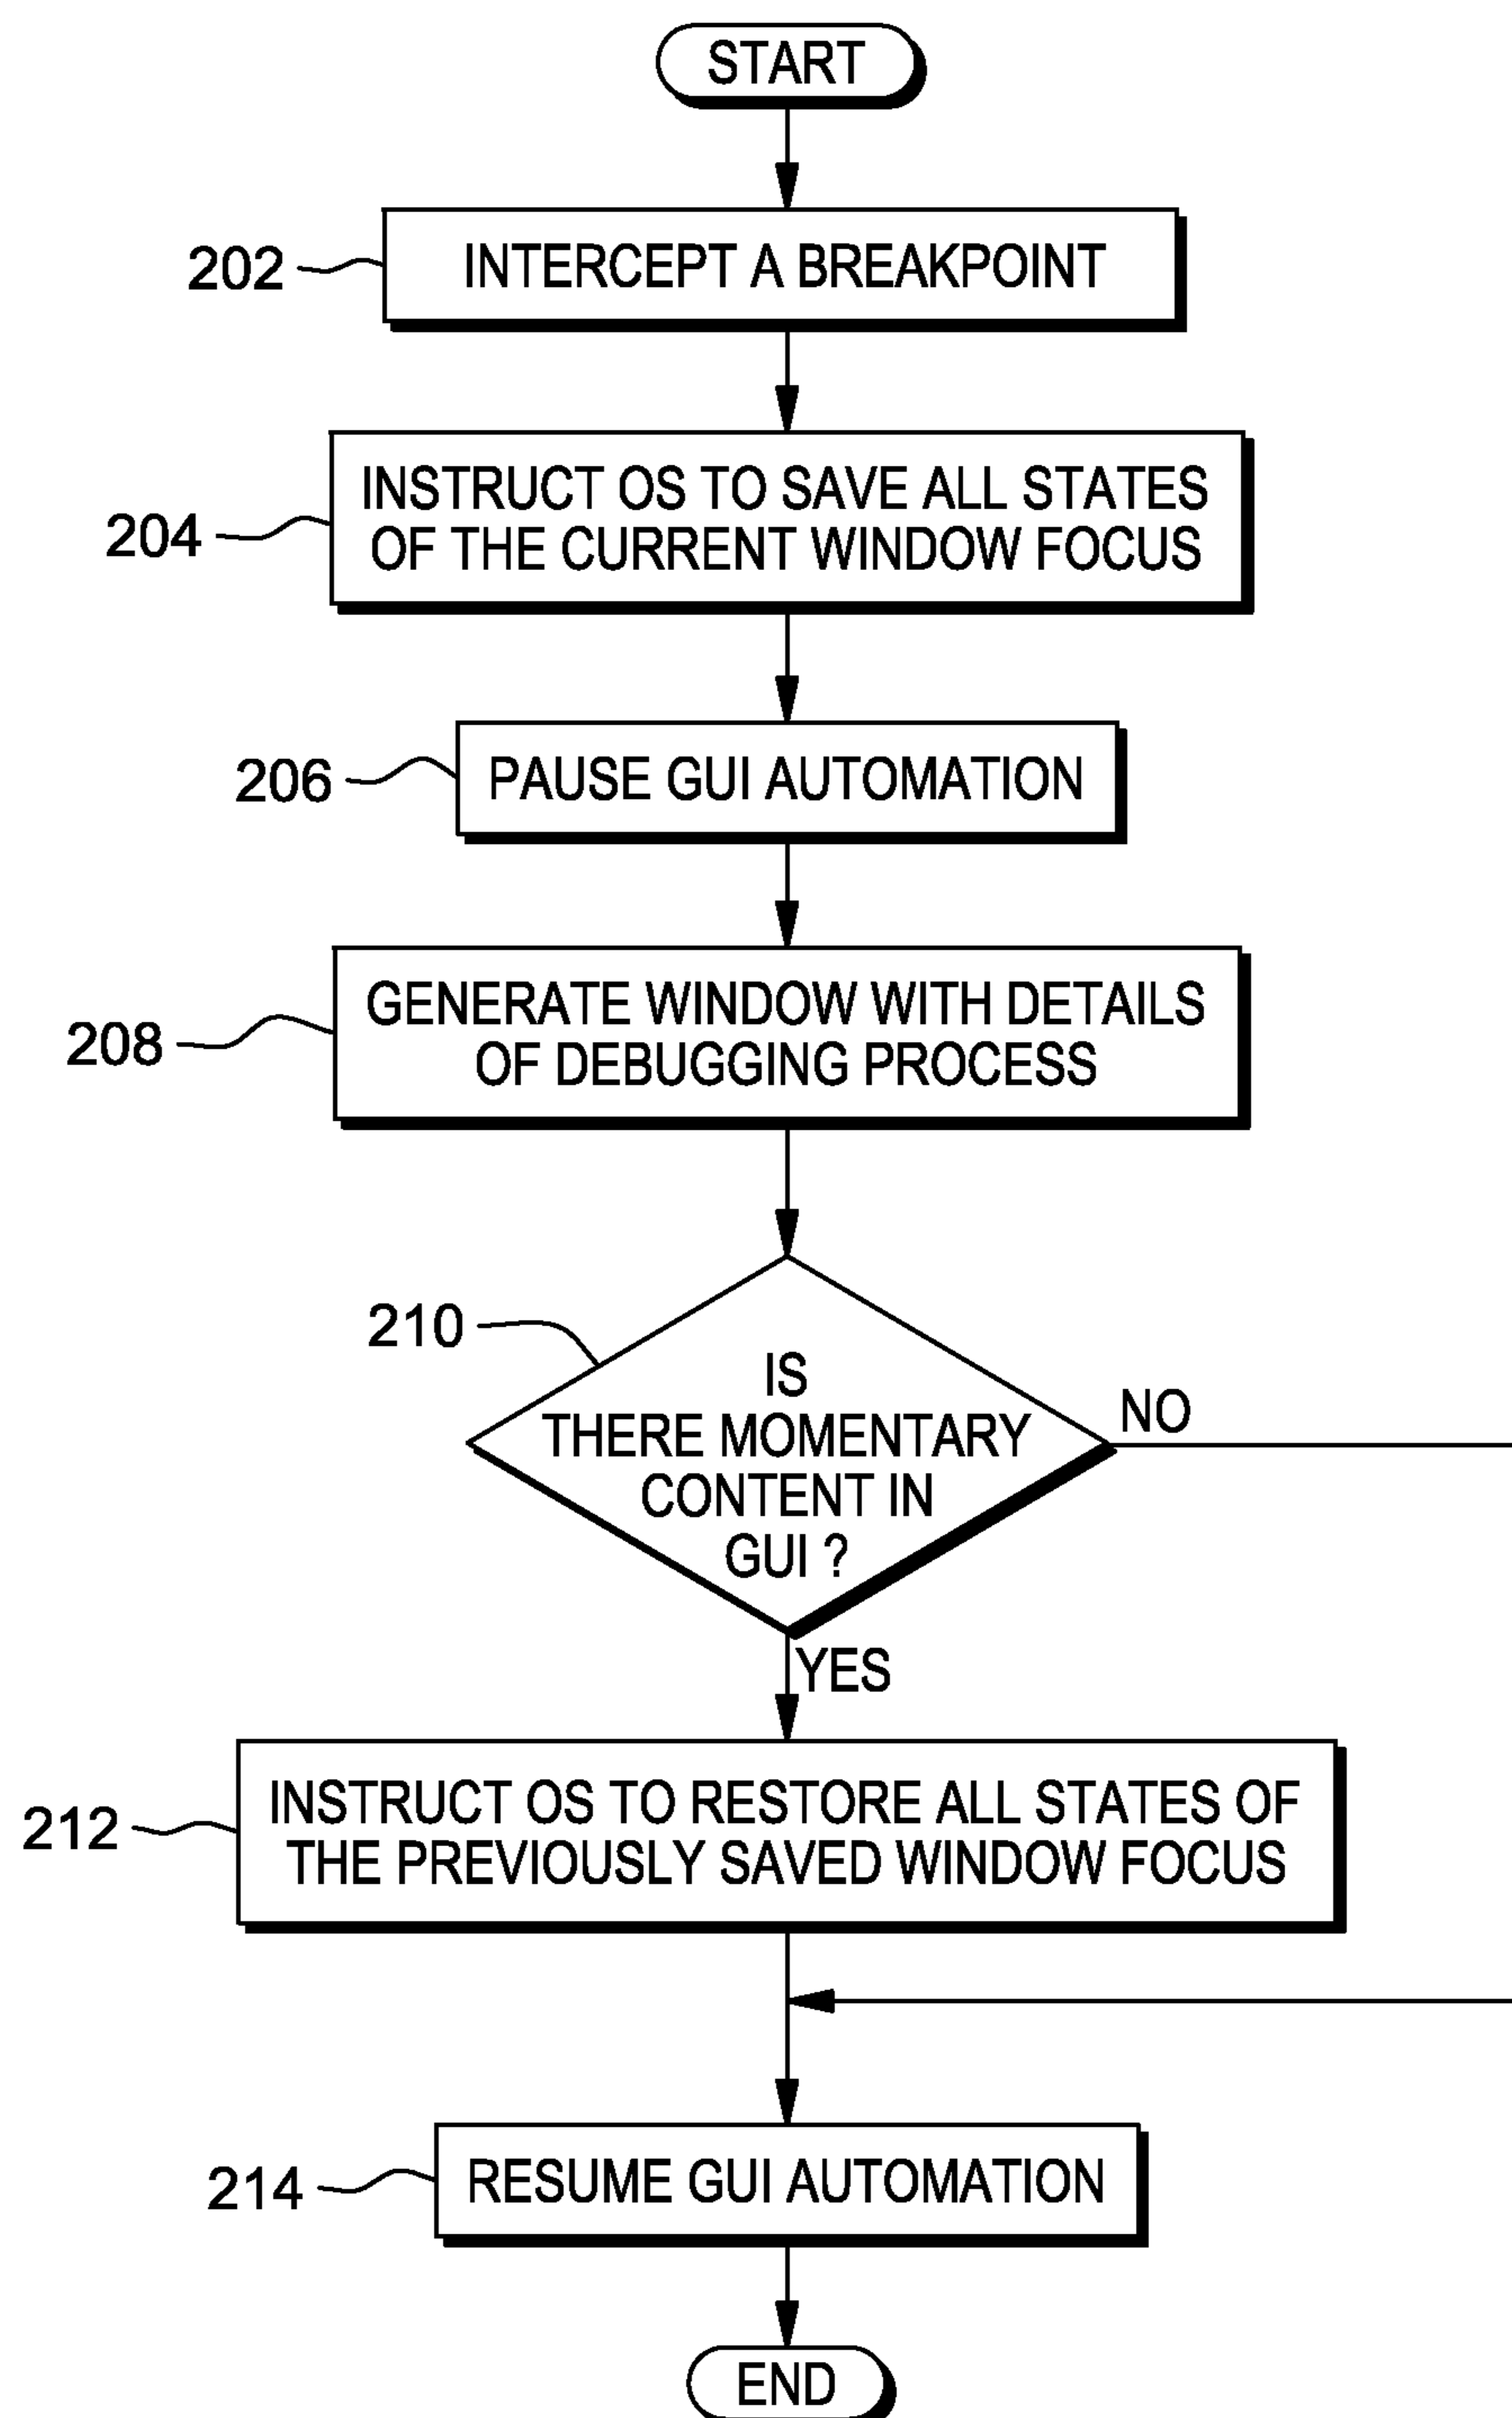 START
202
INTERCEPT A BREAKPOINT
204
INSTRUCT OS TO SAVE ALL STATES
OF THE CURRENT WINDOW FOCUS
206
PAUSE GUI AUTOMATION
208
GENERATE WINDOW WITH DETAILS
OF DEBUGGING PROCESS
210
IS
THERE MOMENTARY
CONTENT IN
GUI ?
NO
YES
212
INSTRUCT OS TO RESTORE ALL STATES OF
THE PREVIOUSLY SAVED WINDOW FOCUS
214
RESUME GUI AUTOMATION
END